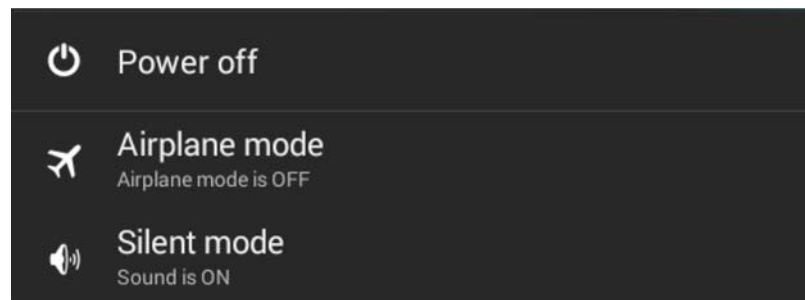 Power off
Airplane mode
Airplane mode is OFF
Silent mode
Sound is ON